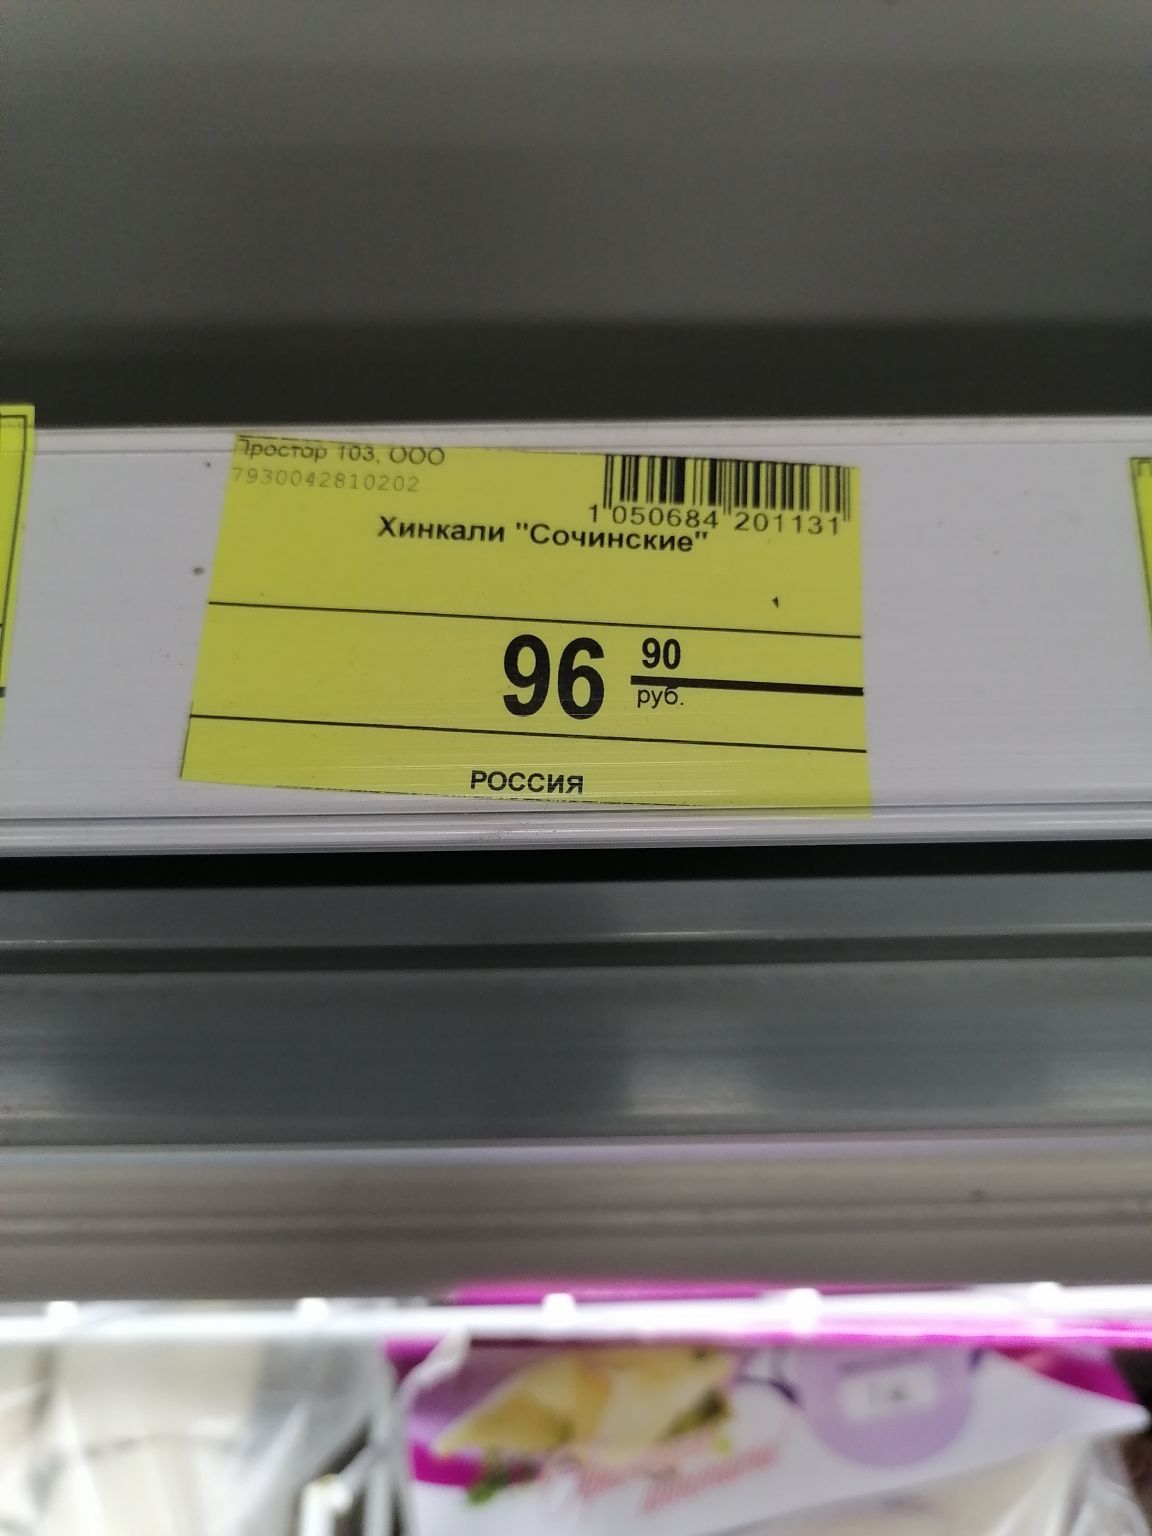 Простор 103, ООО
7930042810202
1 050684 201131
Хинкали "Сочинские"
96 90
руб.
РОССИЯ